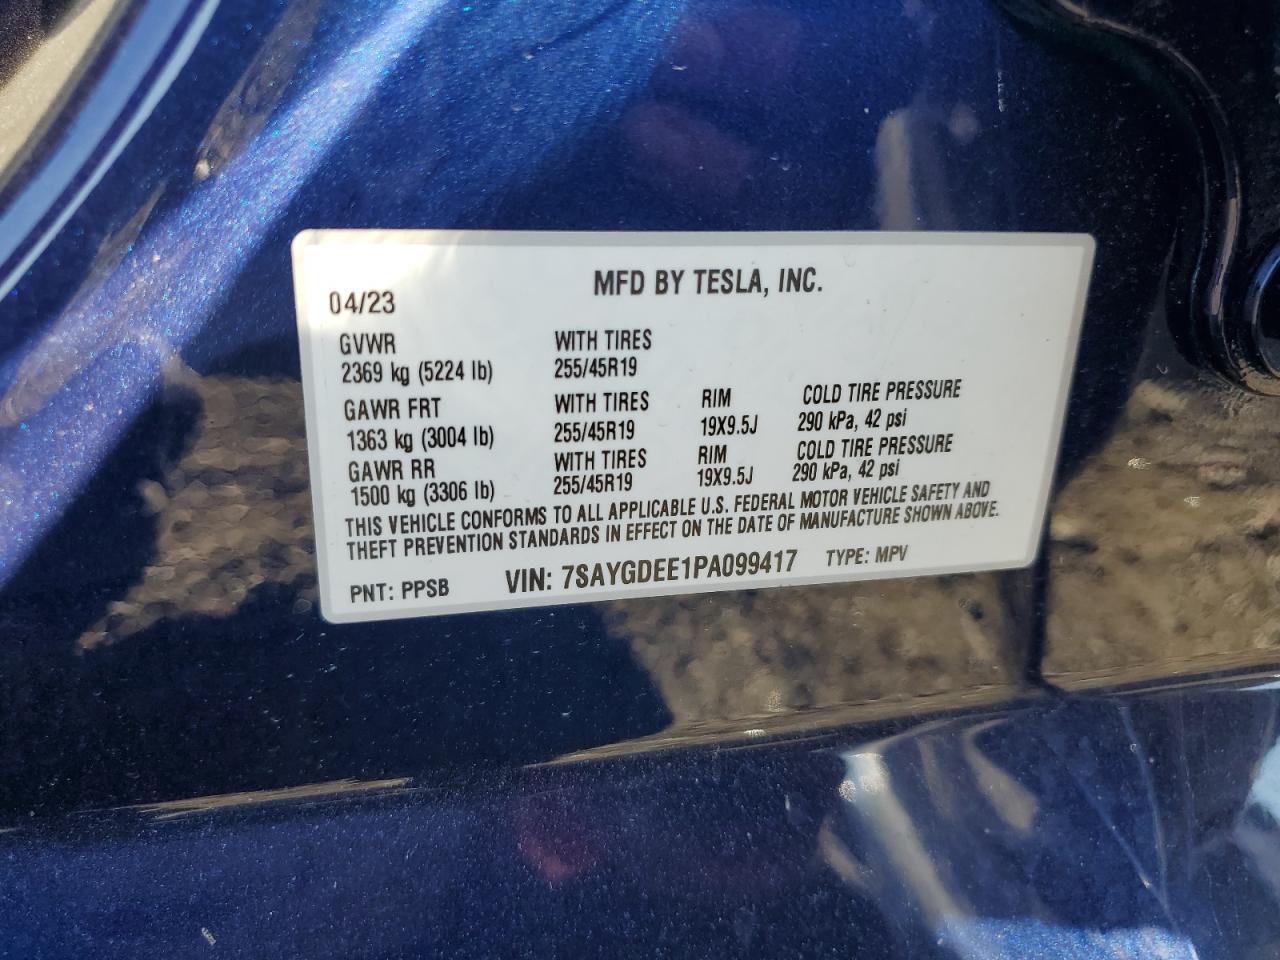 MFD BY TESLA, INC.
04/23
GVWR WITH TIRES
2369 kg (5224 lb) 255/45R19
GAWR FRT WITH TIRES RIM COLD TIRE PRESSURE
1363 kg (3004 lb) 255/45R19 19X9.5J 290 kPa, 42 psi
GAWR RR WITH TIRES RIM COLD TIRE PRESSURE
1500 kg (3306 lb) 255/45R19 19X9.5J 290 kPa, 42 psi
THIS VEHICLE CONFORMS TO ALL APPLICABLE U.S. FEDERAL MOTOR VEHICLE SAFETY AND
THEFT PREVENTION STANDARDS IN EFFECT ON THE DATE OF MANUFACTURE SHOWN ABOVE.
PNT: PPSB VIN: 7SAYGDEE1PA099417 TYPE: MPV